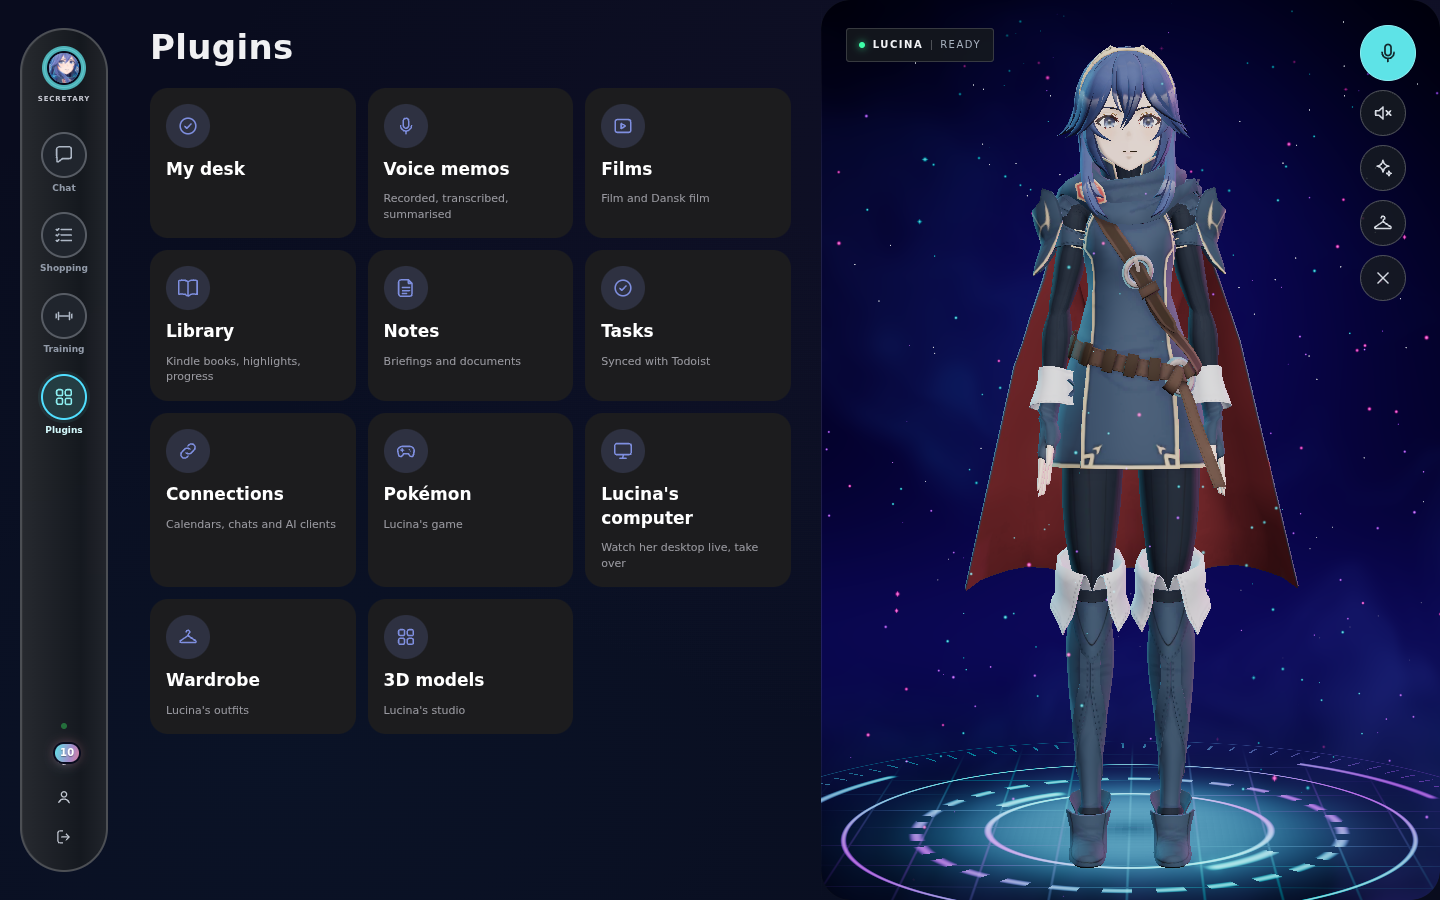 SECRETARY
Chat
Shopping
Training
Plugins
10
Plugins
My desk
Voice memos
Recorded, transcribed,
summarised
Films
Film and Dansk film
Library
Kindle books, highlights,
progress
Notes
Briefings and documents
Tasks
Synced with Todoist
Connections
Calendars, chats and AI clients
Pokémon
Lucina's game
Lucina's
computer
Watch her desktop live, take
over
Wardrobe
Lucina's outfits
3D models
Lucina's studio
LUCINA | READY